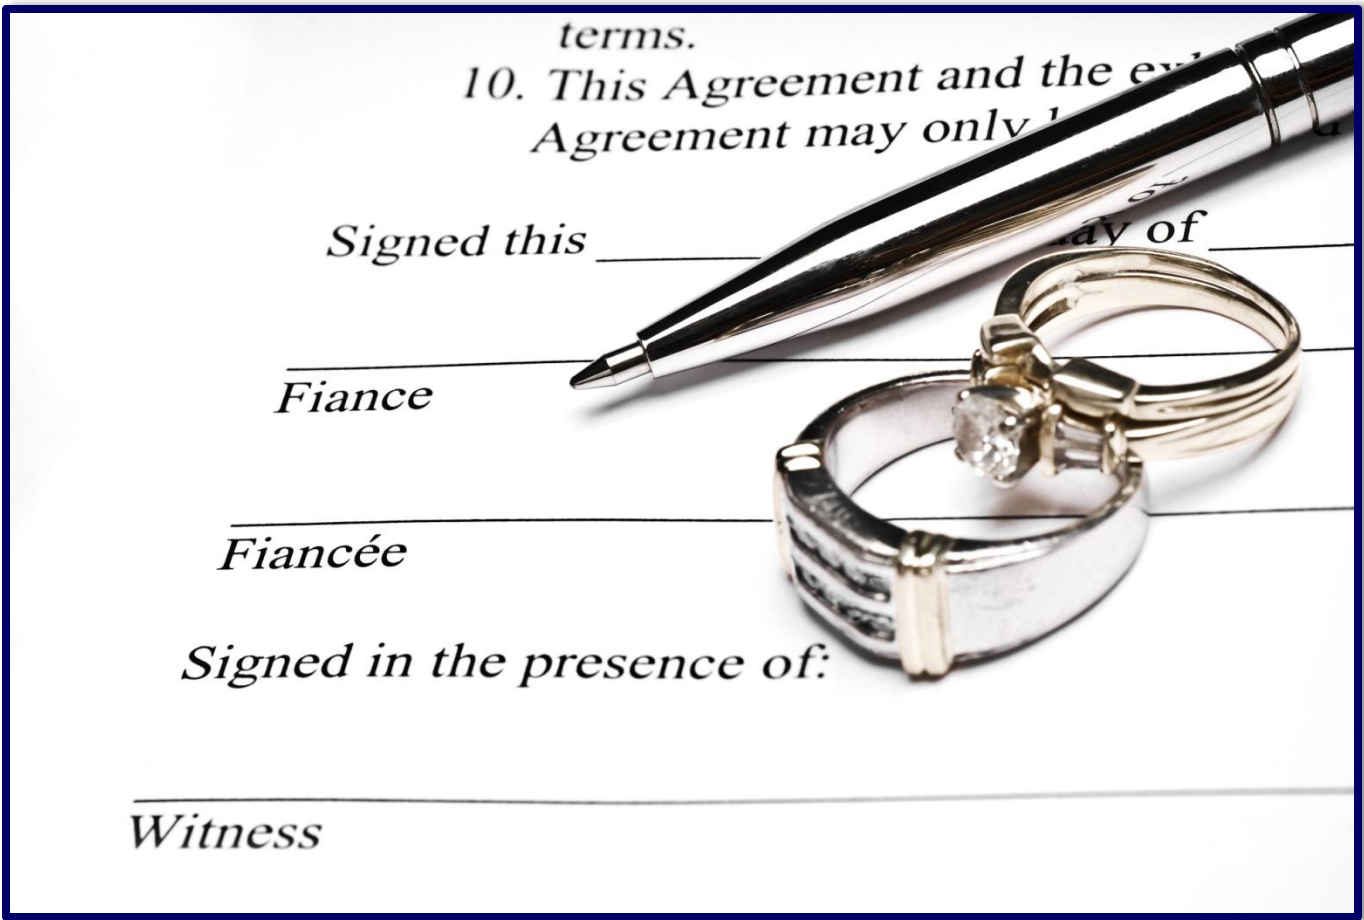 terms.
10. This Agreement and the
Agreement may only
Signed this day of
Fiance
Fiancée
Signed in the presence of:
Witness